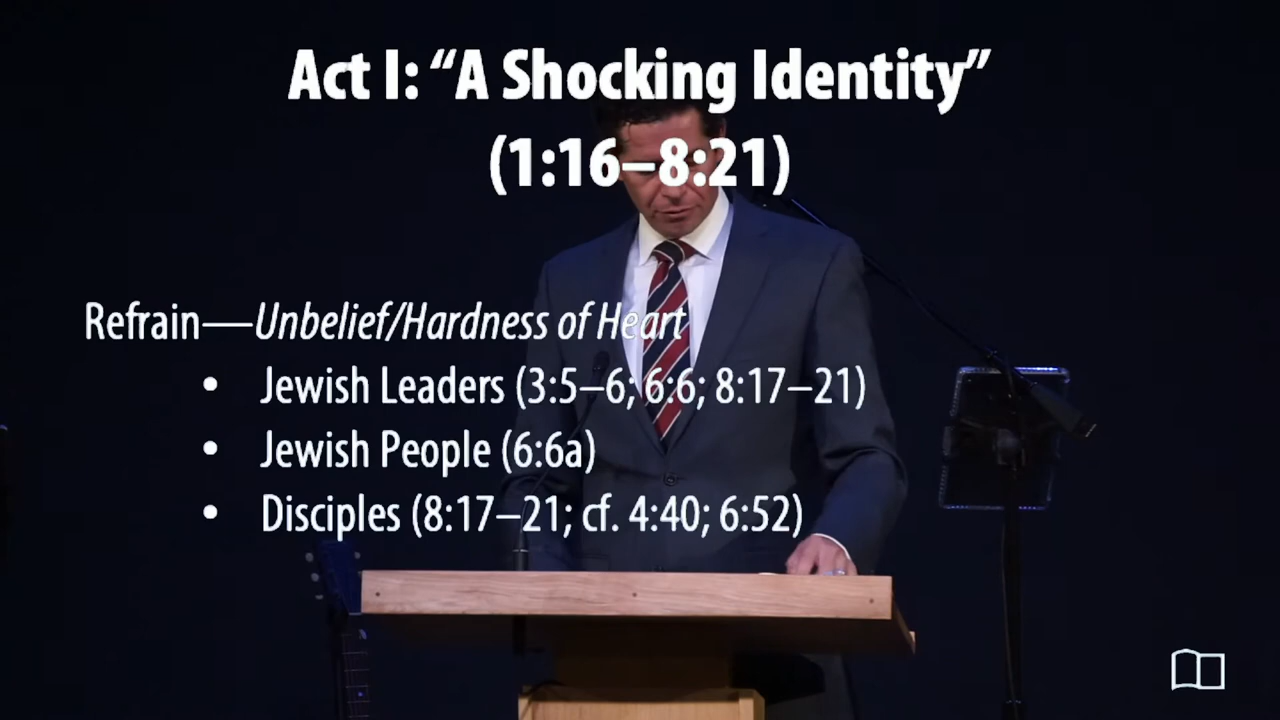 Act I: “A Shocking Identity”
(1:16–8:21)
Refrain—Unbelief/Hardness of Heart
• Jewish Leaders (3:5–6; 6:6; 8:17–21)
• Jewish People (6:6a)
• Disciples (8:17–21; cf. 4:40; 6:52)